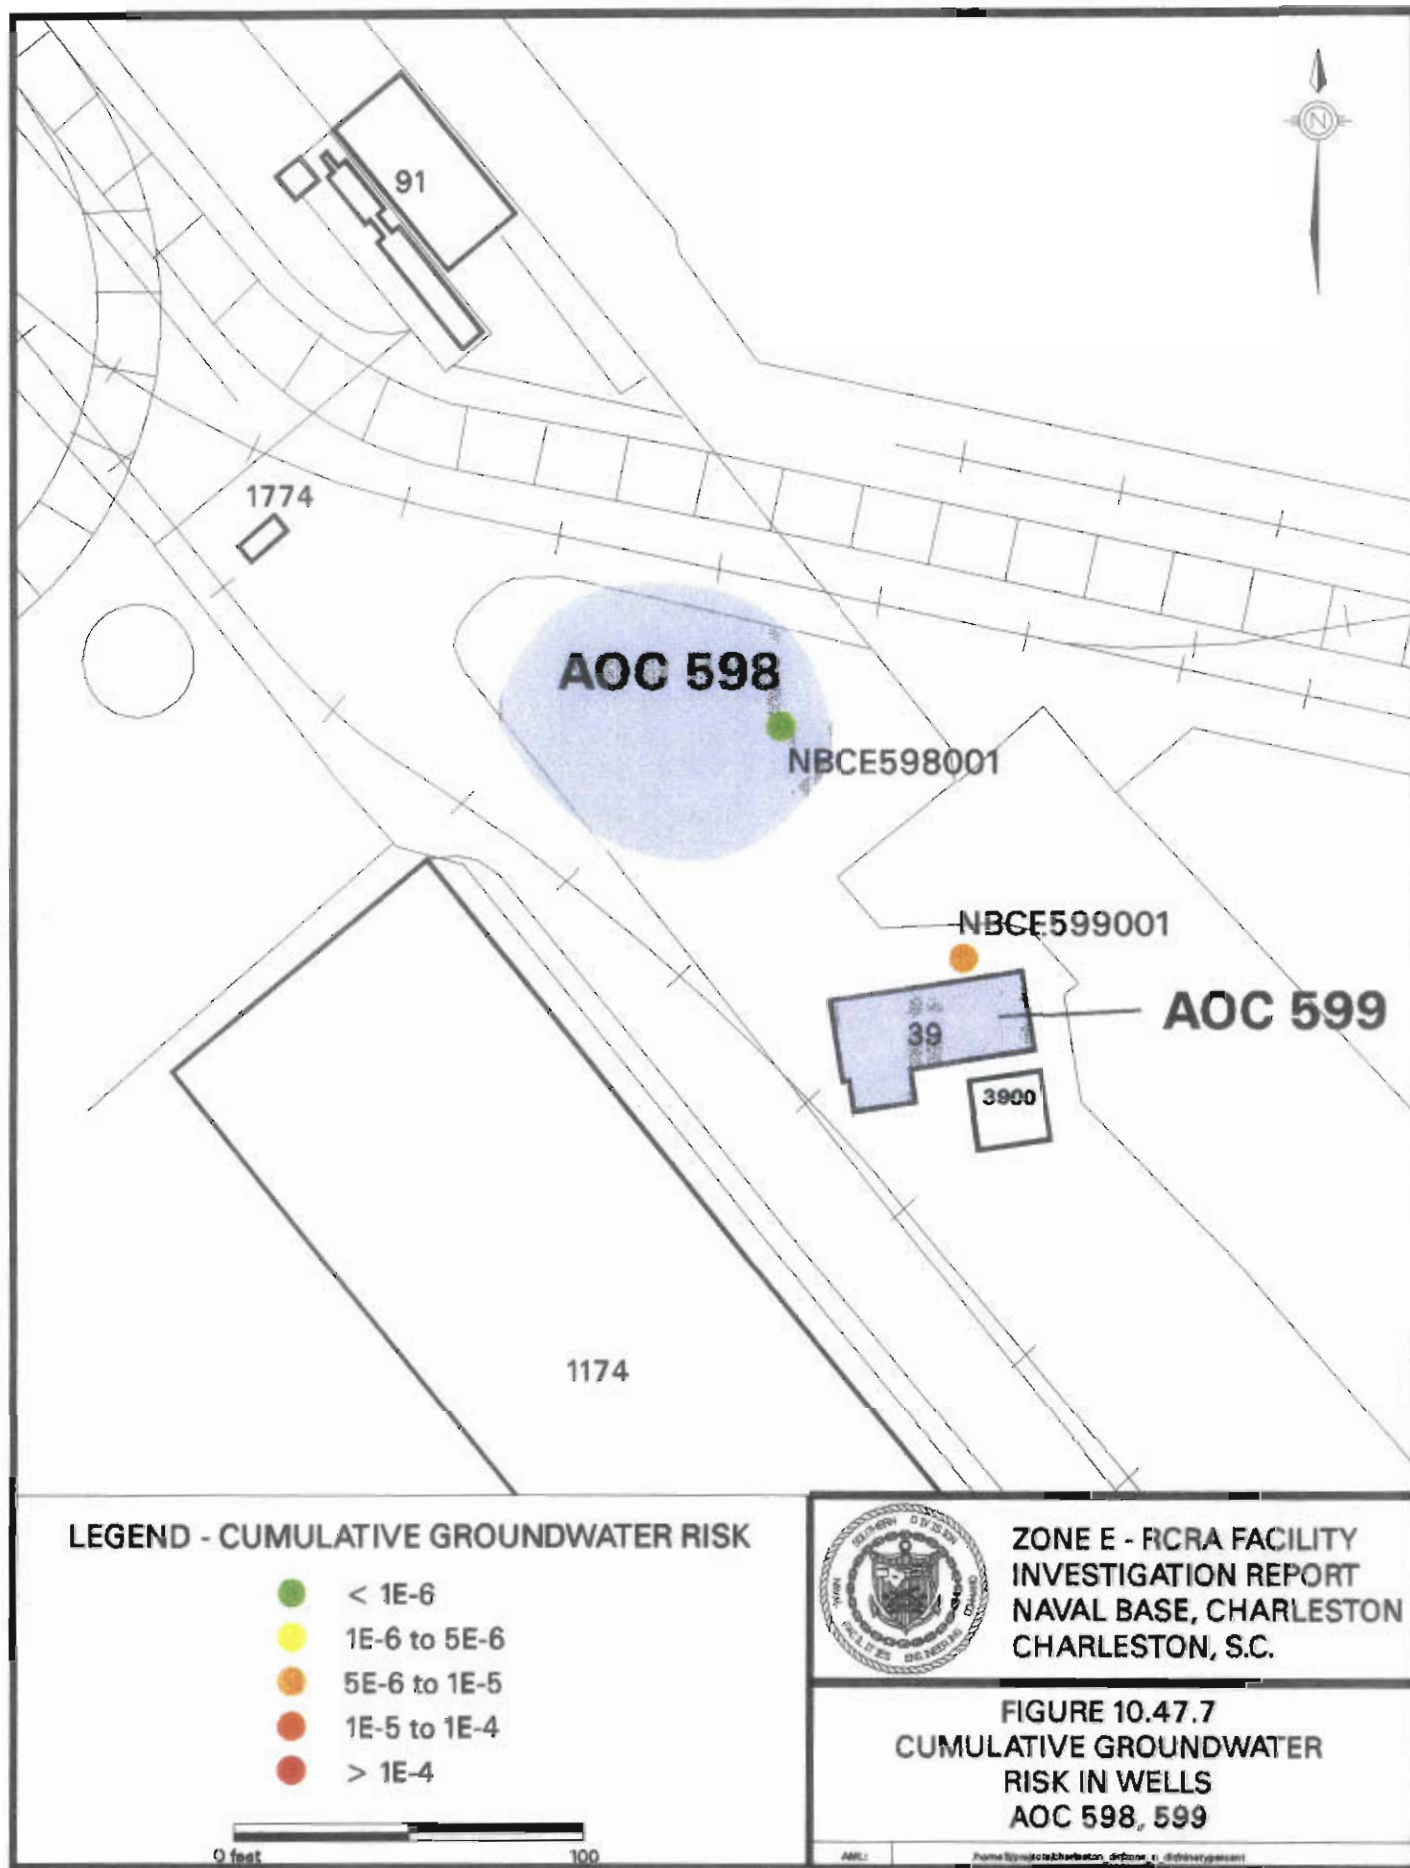 N
91
1774
AOC 598
NBCE598001
NBCE599001
AOC 599
39
3900
1174
LEGEND - CUMULATIVE GROUNDWATER RISK
< 1E-6
1E-6 to 5E-6
5E-6 to 1E-5
1E-5 to 1E-4
> 1E-4
0 feet 100
ZONE E - RCRA FACILITY
INVESTIGATION REPORT
NAVAL BASE, CHARLESTON
CHARLESTON, S.C.
FIGURE 10.47.7
CUMULATIVE GROUNDWATER
RISK IN WELLS
AOC 598, 599
AML: